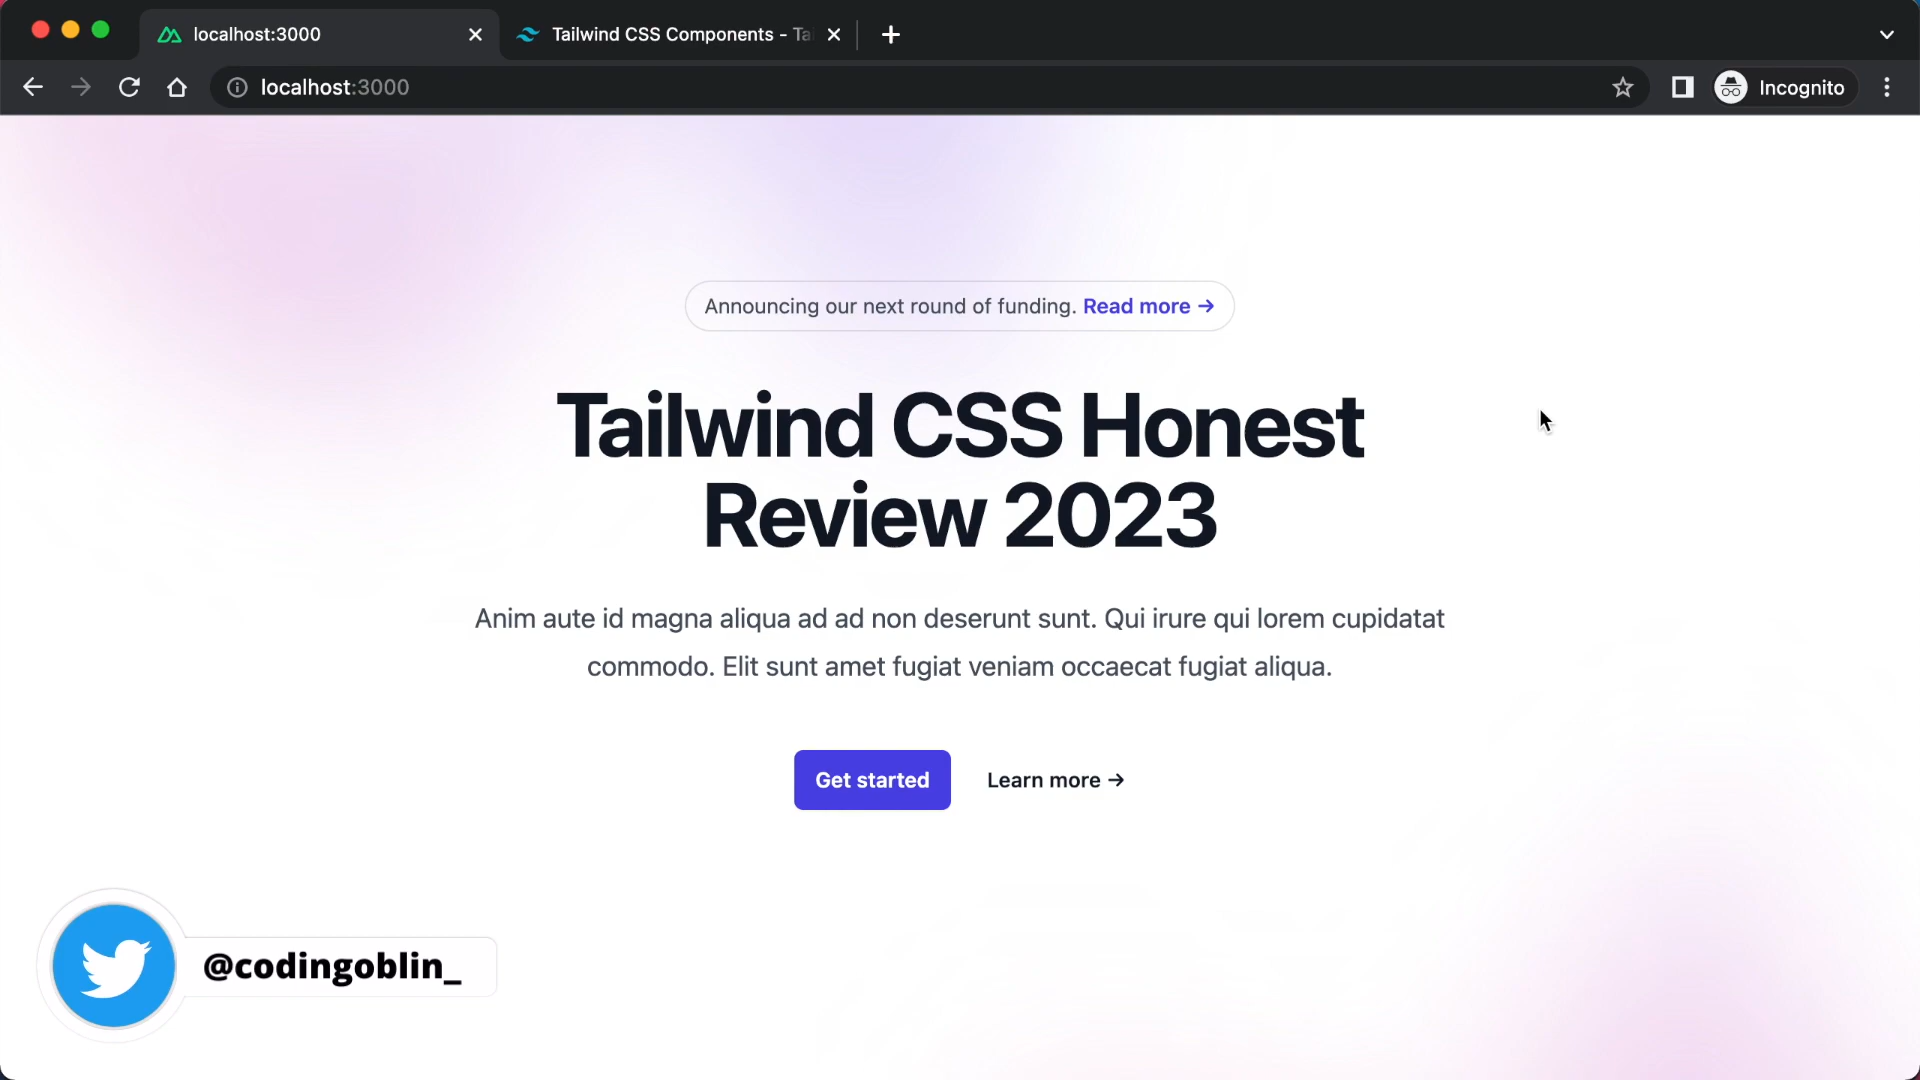 localhost:3000
Tailwind CSS Components - Tai
localhost:3000
Incognito
Announcing our next round of funding. Read more →
Tailwind CSS Honest
Review 2023
Anim aute id magna aliqua ad ad non deserunt sunt. Qui irure qui lorem cupidatat
commodo. Elit sunt amet fugiat veniam occaecat fugiat aliqua.
Get started
Learn more →
@codingoblin_